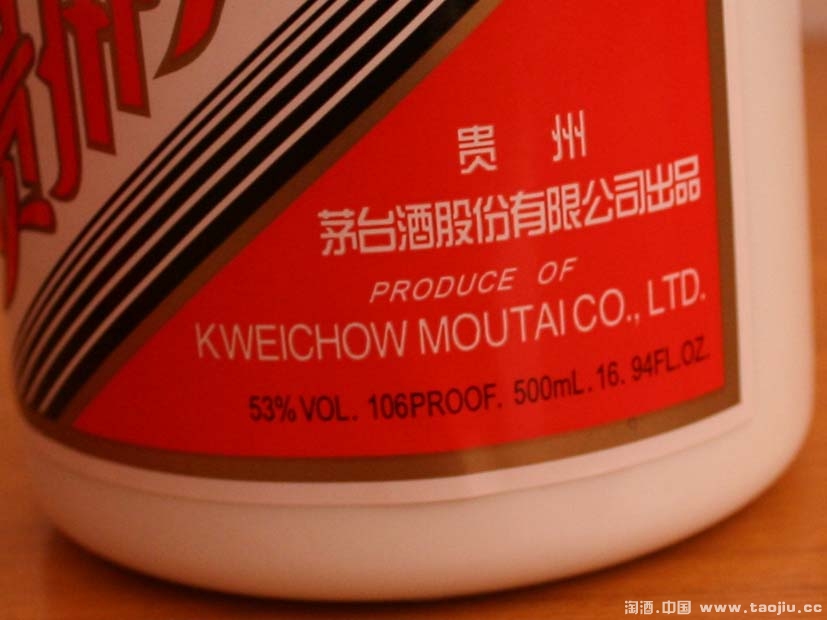 贵州
茅台酒股份有限公司出品
PRODUCE OF
KWEICHOW MOUTAI CO., LTD.
53% VOL. 106PROOF. 500mL. 16. 94FL.OZ.
淘酒.中国 www.taojiu.cc